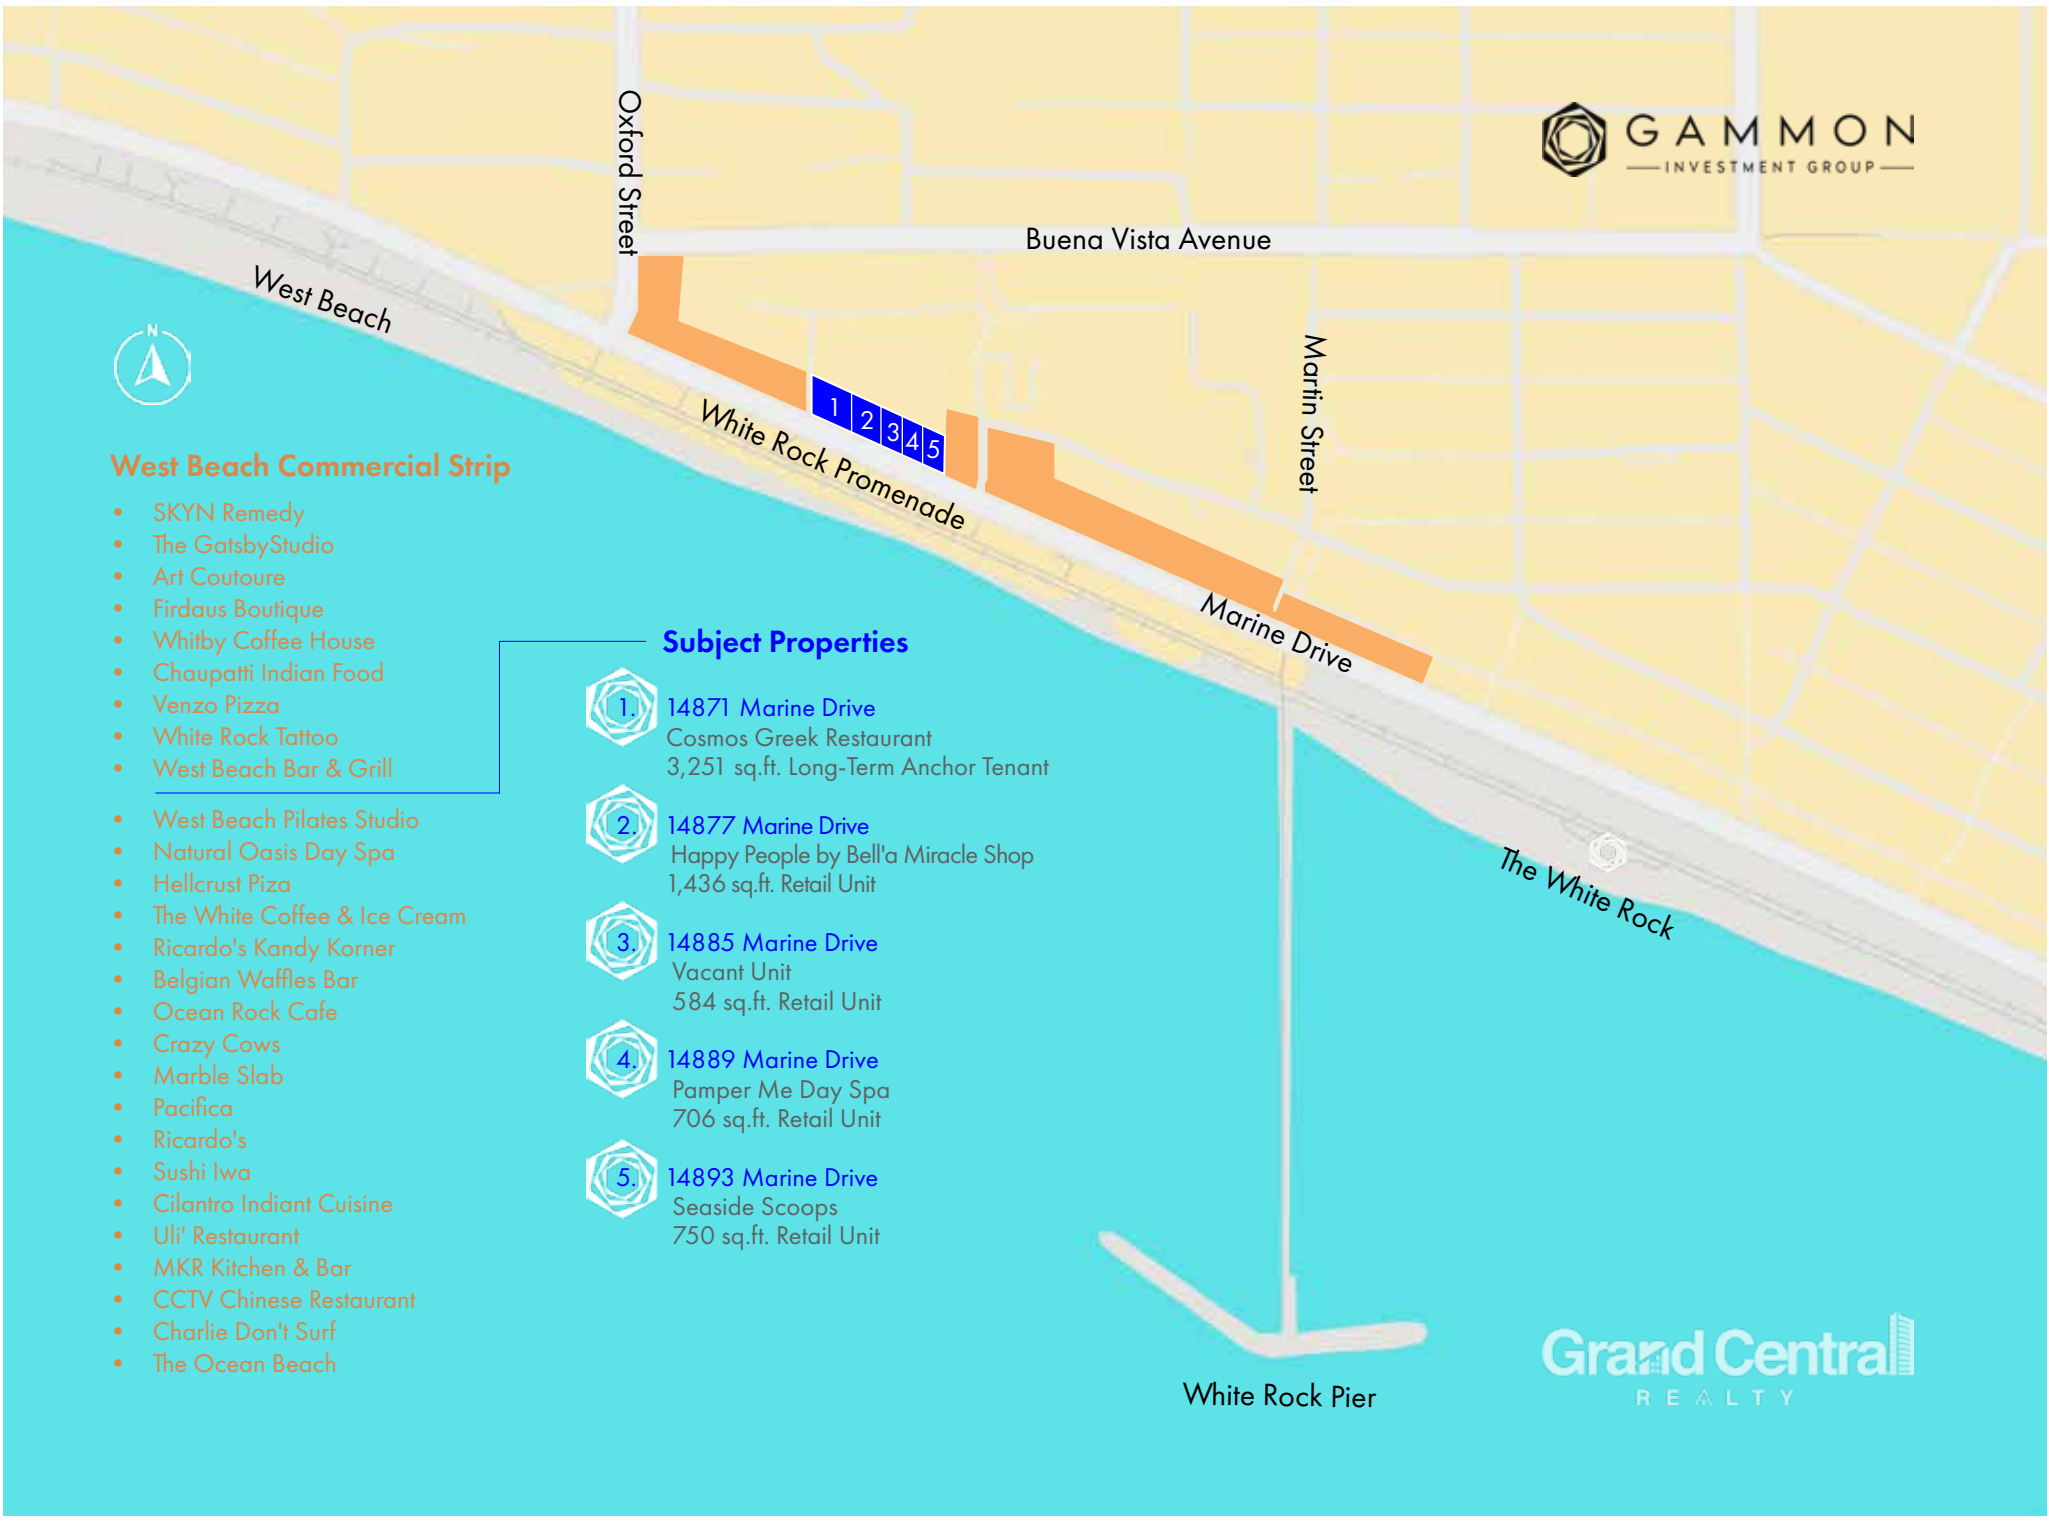 GAMMON
INVESTMENT GROUP
Oxford Street
Buena Vista Avenue
West Beach
N
Martin Street
1 2 3 4 5
White Rock Promenade
Marine Drive
The White Rock
White Rock Pier
West Beach Commercial Strip
• SKYN Remedy
• The GatsbyStudio
• Art Coutoure
• Firdaus Boutique
• Whitby Coffee House
• Chaupatti Indian Food
• Venzo Pizza
• White Rock Tattoo
• West Beach Bar & Grill
• West Beach Pilates Studio
• Natural Oasis Day Spa
• Hellcrust Piza
• The White Coffee & Ice Cream
• Ricardo's Kandy Korner
• Belgian Waffles Bar
• Ocean Rock Cafe
• Crazy Cows
• Marble Slab
• Pacifica
• Ricardo's
• Sushi Iwa
• Cilantro Indiant Cuisine
• Uli' Restaurant
• MKR Kitchen & Bar
• CCTV Chinese Restaurant
• Charlie Don't Surf
• The Ocean Beach
Subject Properties
1. 14871 Marine Drive
Cosmos Greek Restaurant
3,251 sq.ft. Long-Term Anchor Tenant
2. 14877 Marine Drive
Happy People by Bell'a Miracle Shop
1,436 sq.ft. Retail Unit
3. 14885 Marine Drive
Vacant Unit
584 sq.ft. Retail Unit
4. 14889 Marine Drive
Pamper Me Day Spa
706 sq.ft. Retail Unit
5. 14893 Marine Drive
Seaside Scoops
750 sq.ft. Retail Unit
Grand Central
REALTY